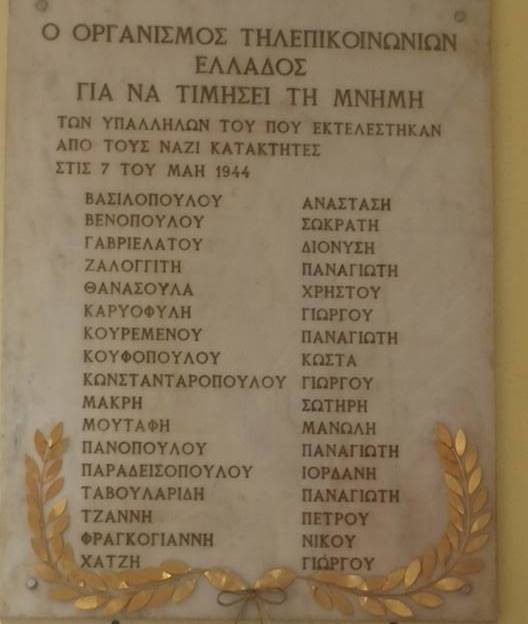 Ο ΟΡΓΑΝΙΣΜΟΣ ΤΗΛΕΠΙΚΟΙΝΩΝΙΩΝ
ΕΛΛΑΔΟΣ
ΓΙΑ ΝΑ ΤΙΜΗΣΕΙ ΤΗ ΜΝΗΜΗ
ΤΩΝ ΥΠΑΛΛΗΛΩΝ ΤΟΥ ΠΟΥ ΕΚΤΕΛΕΣΤΗΚΑΝ
ΑΠΟ ΤΟΥΣ ΝΑΖΙ ΚΑΤΑΚΤΗΤΕΣ
ΣΤΙΣ 7 ΤΟΥ ΜΑΗ 1944
ΒΑΣΙΛΟΠΟΥΛΟΥ ΑΝΑΣΤΑΣΗ
ΒΕΝΟΠΟΥΛΟΥ ΣΩΚΡΑΤΗ
ΓΑΒΡΙΕΛΑΤΟΥ ΔΙΟΝΥΣΗ
ΖΑΛΟΓΓΙΤΗ ΠΑΝΑΓΙΩΤΗ
ΘΑΝΑΣΟΥΛΑ ΧΡΗΣΤΟΥ
ΚΑΡΥΟΦΥΛΗ ΓΙΩΡΓΟΥ
ΚΟΥΡΕΜΕΝΟΥ ΠΑΝΑΓΙΩΤΗ
ΚΟΥΦΟΠΟΥΛΟΥ ΚΩΣΤΑ
ΚΩΝΣΤΑΝΤΑΡΟΠΟΥΛΟΥ ΓΙΩΡΓΟΥ
ΜΑΚΡΗ ΣΩΤΗΡΗ
ΜΟΥΤΑΦΗ ΜΑΝΩΛΗ
ΠΑΝΟΠΟΥΛΟΥ ΠΑΝΑΓΙΩΤΗ
ΠΑΡΑΔΕΙΣΟΠΟΥΛΟΥ ΙΟΡΔΑΝΗ
ΤΑΒΟΥΛΑΡΙΔΗ ΠΑΝΑΓΙΩΤΗ
ΤΖΑΝΝΗ ΠΕΤΡΟΥ
ΦΡΑΓΚΟΓΙΑΝΝΗ ΝΙΚΟΥ
ΧΑΤΖΗ ΓΙΩΡΓΟΥ